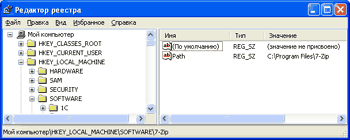 Редактор реестра
Файл Правка Вид Избранное Справка
Мой компьютер
HKEY_CLASSES_ROOT
HKEY_CURRENT_USER
HKEY_LOCAL_MACHINE
HARDWARE
SAM
SECURITY
SOFTWARE
1C
Имя Тип Значение
(По умолчанию) REG_SZ (значение не присвоено)
Path REG_SZ C:\Program Files\7-Zip
Мой компьютер\HKEY_LOCAL_MACHINE\SOFTWARE\7-Zip